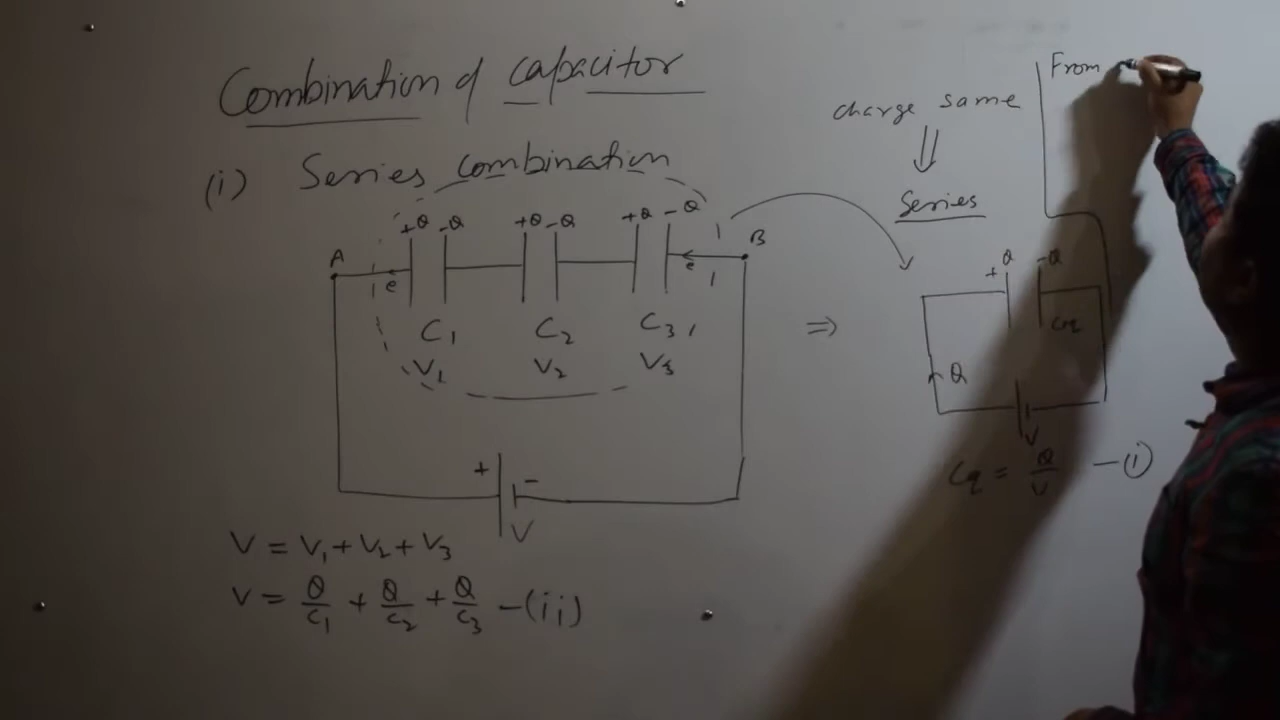 Combination of capacitor
(i) Series combination
+Q -Q +Q -Q +Q -Q
A B
e e
C1 C2 C3
V1 V2 V3
+ -
V
V = V1 + V2 + V3
V = Q/C1 + Q/C2 + Q/C3 -(ii)
charge same
⇓
Series
⇒
+Q -Q
Ceq
Q
V
Cq = Q/V -(i)
From